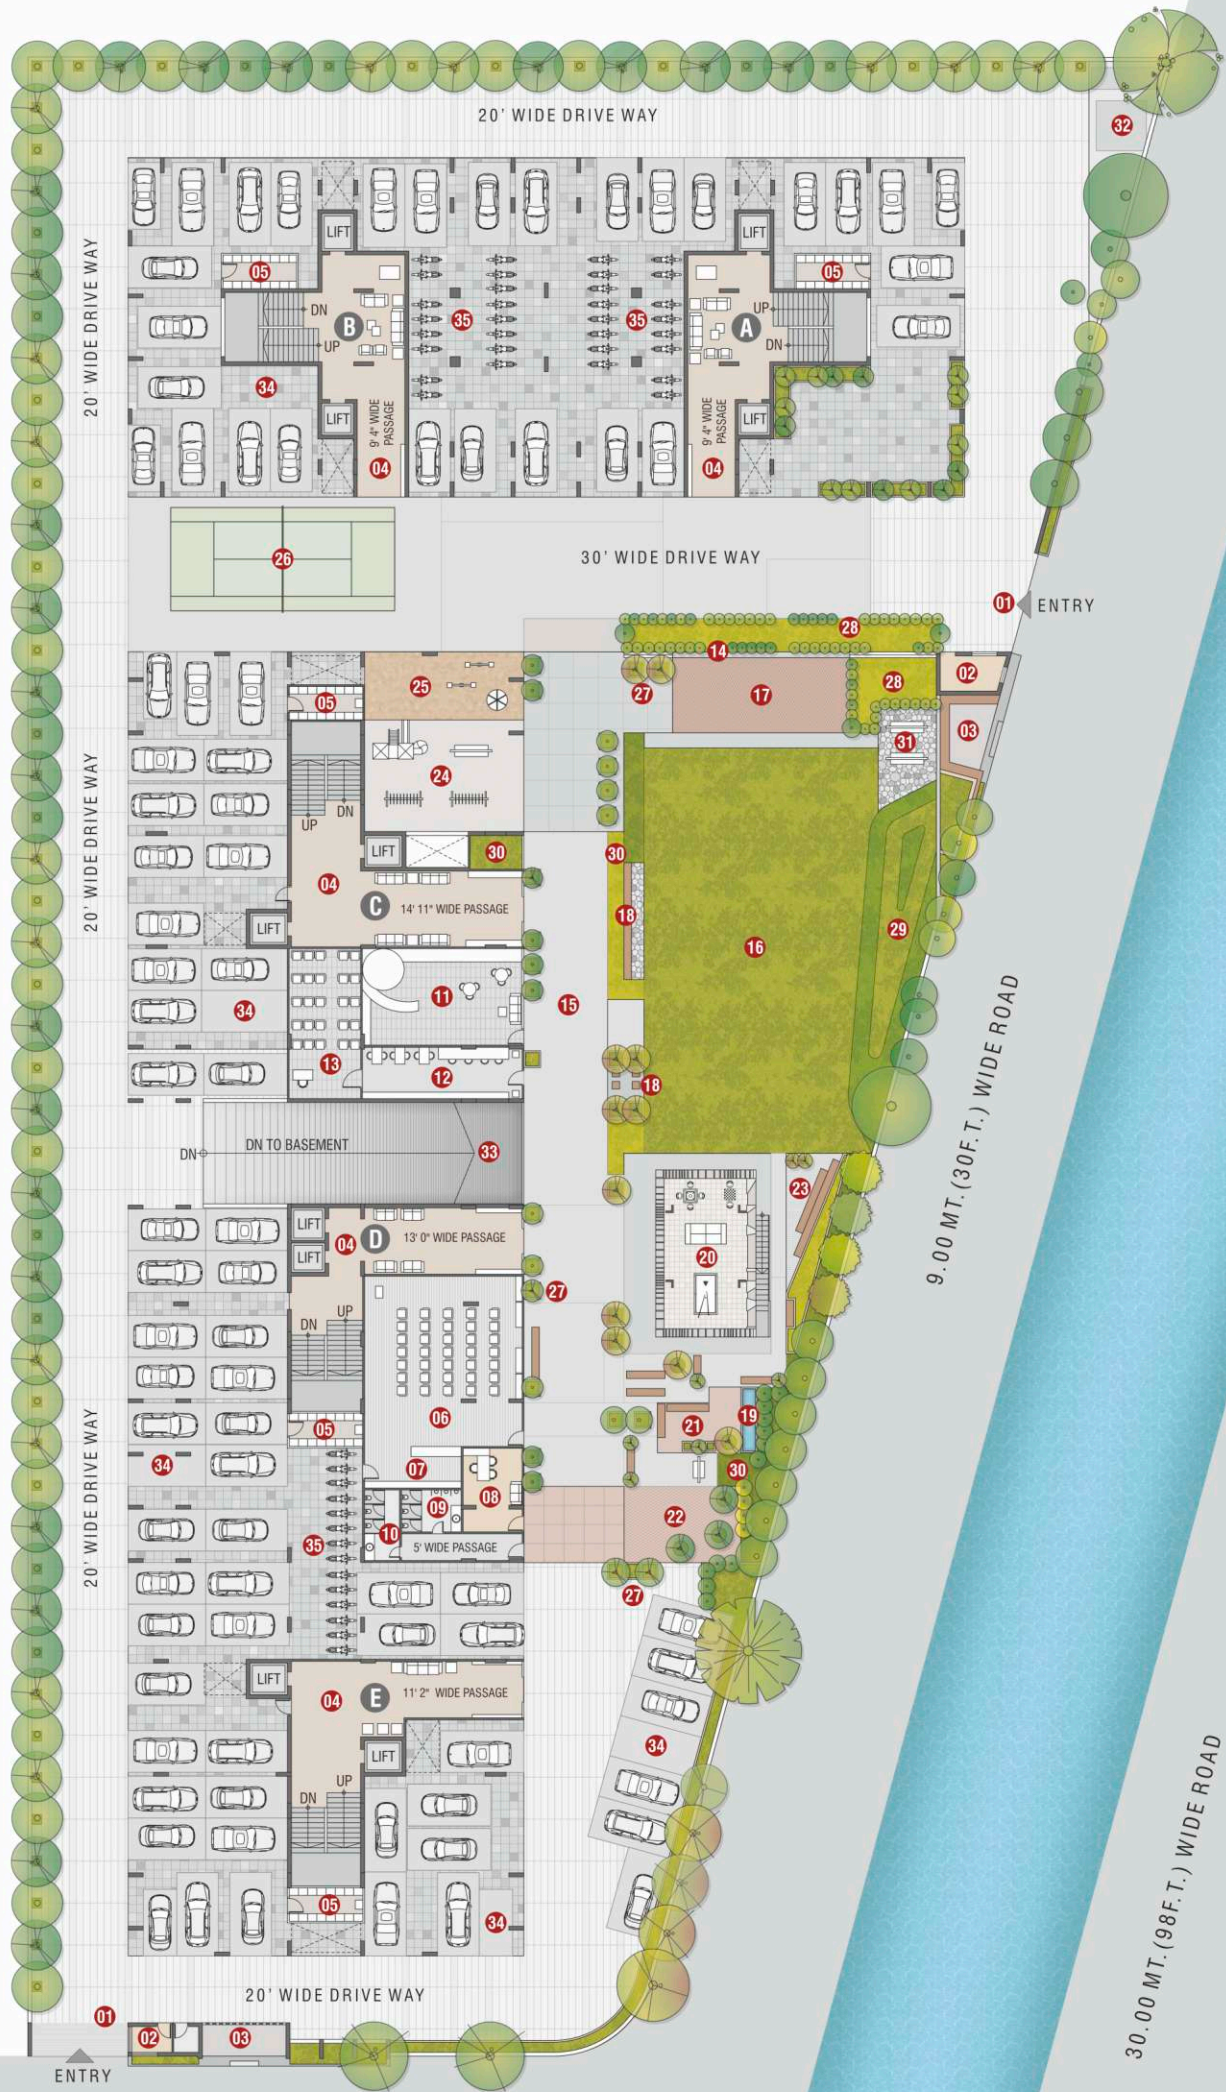 20' WIDE DRIVE WAY
32
LIFT
LIFT
20' WIDE DRIVE WAY
05
05
DN
B
35
35
A
UP
UP
DN
34
LIFT
LIFT
9' 4" WIDE
PASSAGE
9' 4" WIDE
PASSAGE
04
04
26
30' WIDE DRIVE WAY
01
ENTRY
28
14
02
25
27
17
28
05
03
31
24
20' WIDE DRIVE WAY
UP
DN
LIFT
30
30
04
C
14' 11" WIDE PASSAGE
18
LIFT
29
16
11
34
15
13
12
18
9.00 MT. (30F.T.) WIDE ROAD
DN
DN TO BASEMENT
33
23
LIFT
04
D
13' 0" WIDE PASSAGE
LIFT
20
27
UP
DN
20' WIDE DRIVE WAY
06
19
21
05
34
07
30
08
09
22
10
35
5' WIDE PASSAGE
27
LIFT
04
E
11' 2" WIDE PASSAGE
34
LIFT
UP
DN
30.00 MT. (98F.T.) WIDE ROAD
05
34
20' WIDE DRIVE WAY
01
02
03
ENTRY